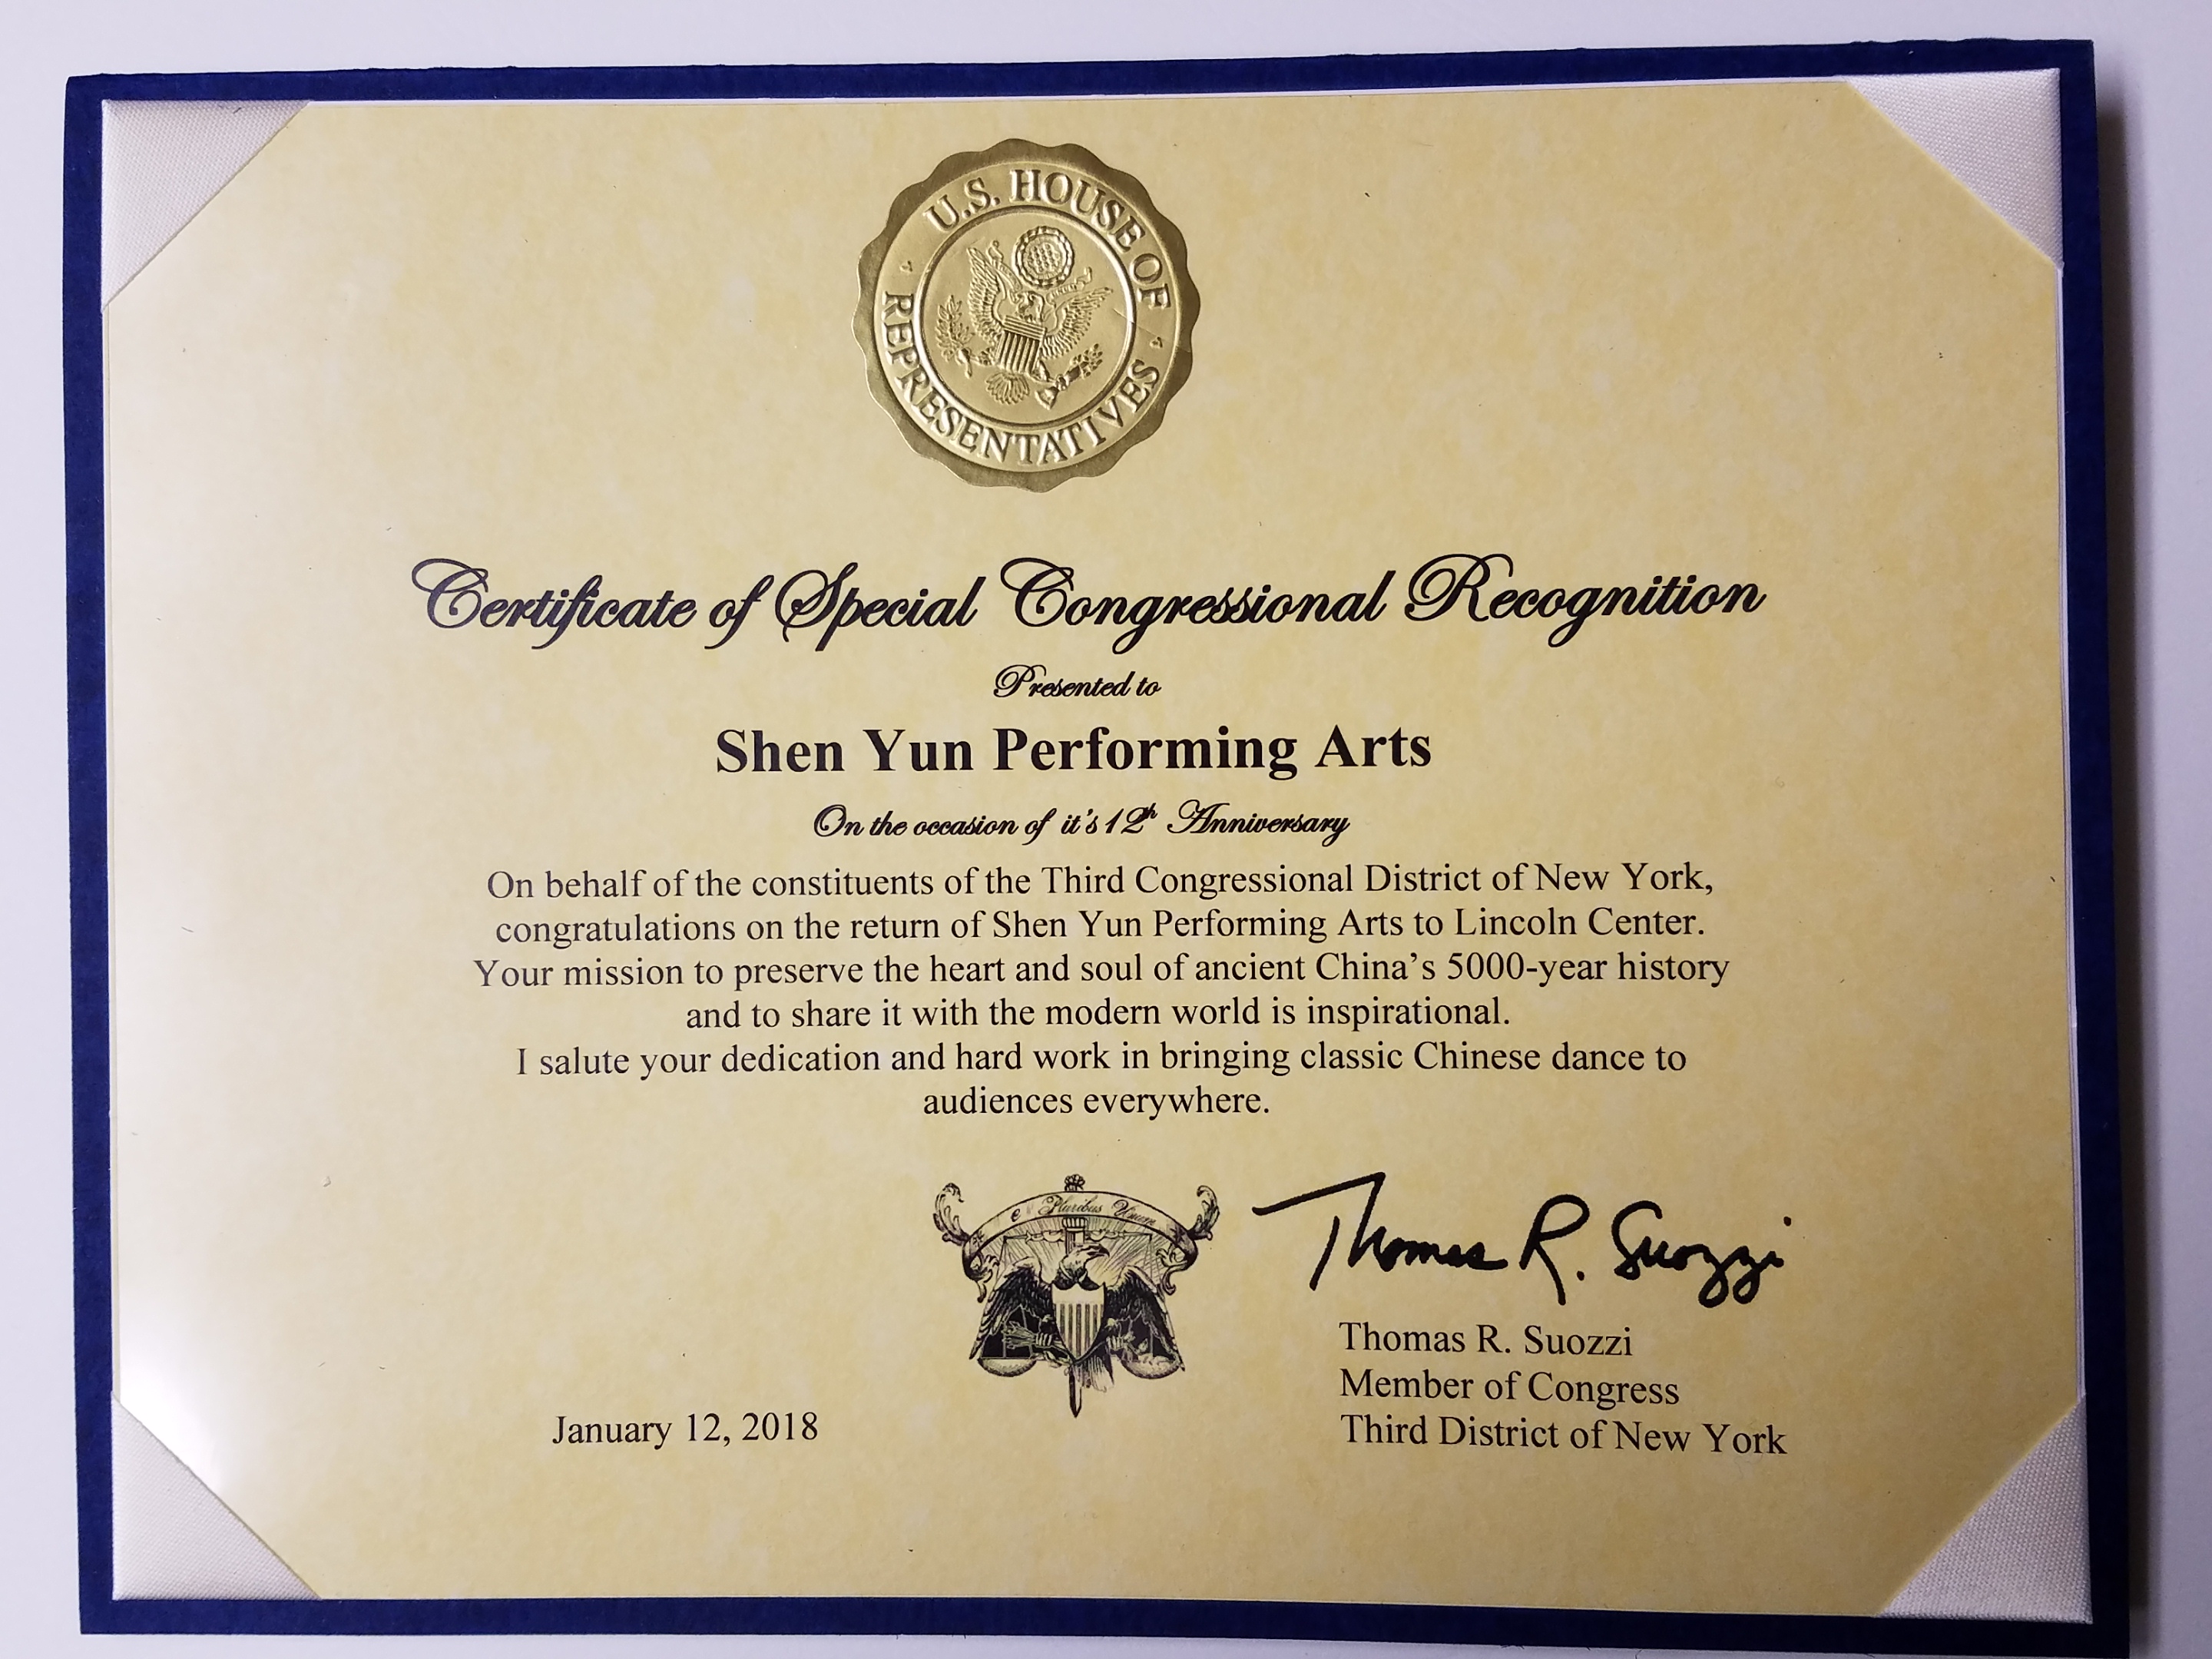 U.S. HOUSE OF
REPRESENTATIVES
Certificate of Special Congressional Recognition
Presented to
Shen Yun Performing Arts
On the occasion of it's 12th Anniversary
On behalf of the constituents of the Third Congressional District of New York,
congratulations on the return of Shen Yun Performing Arts to Lincoln Center.
Your mission to preserve the heart and soul of ancient China's 5000-year history
and to share it with the modern world is inspirational.
I salute your dedication and hard work in bringing classic Chinese dance to
audiences everywhere.
e Pluribus Unum
Thomas R. Suozzi
Thomas R. Suozzi
Member of Congress
January 12, 2018
Third District of New York